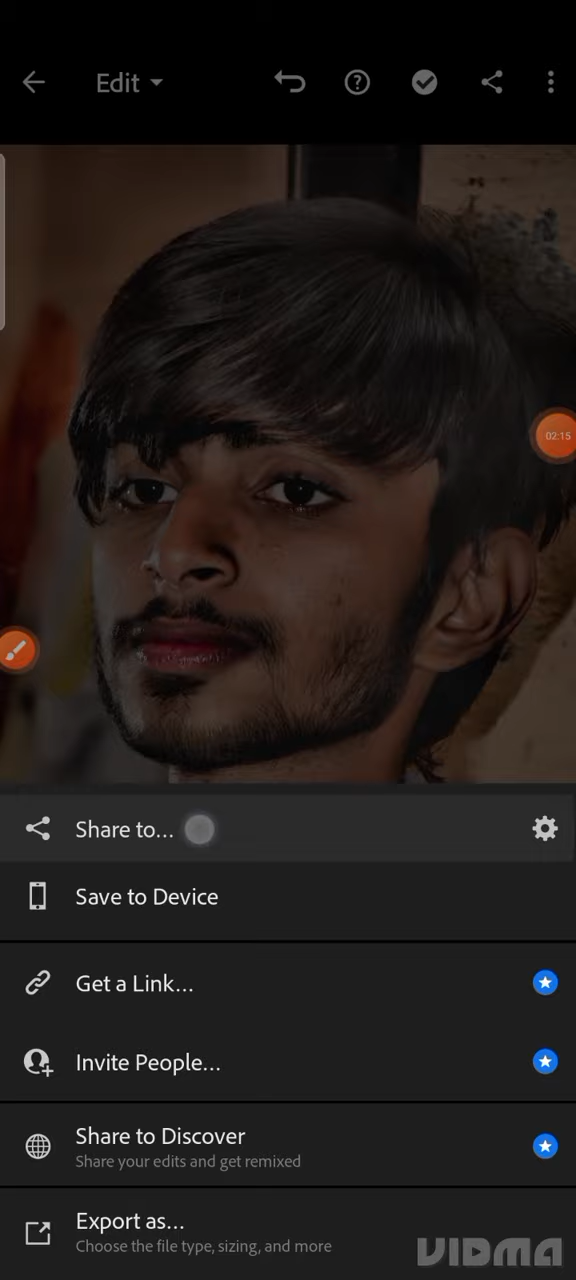 Edit
02:15
Share to...
Save to Device
Get a Link...
Invite People...
Share to Discover
Share your edits and get remixed
Export as...
Choose the file type, sizing, and more
VIDMA